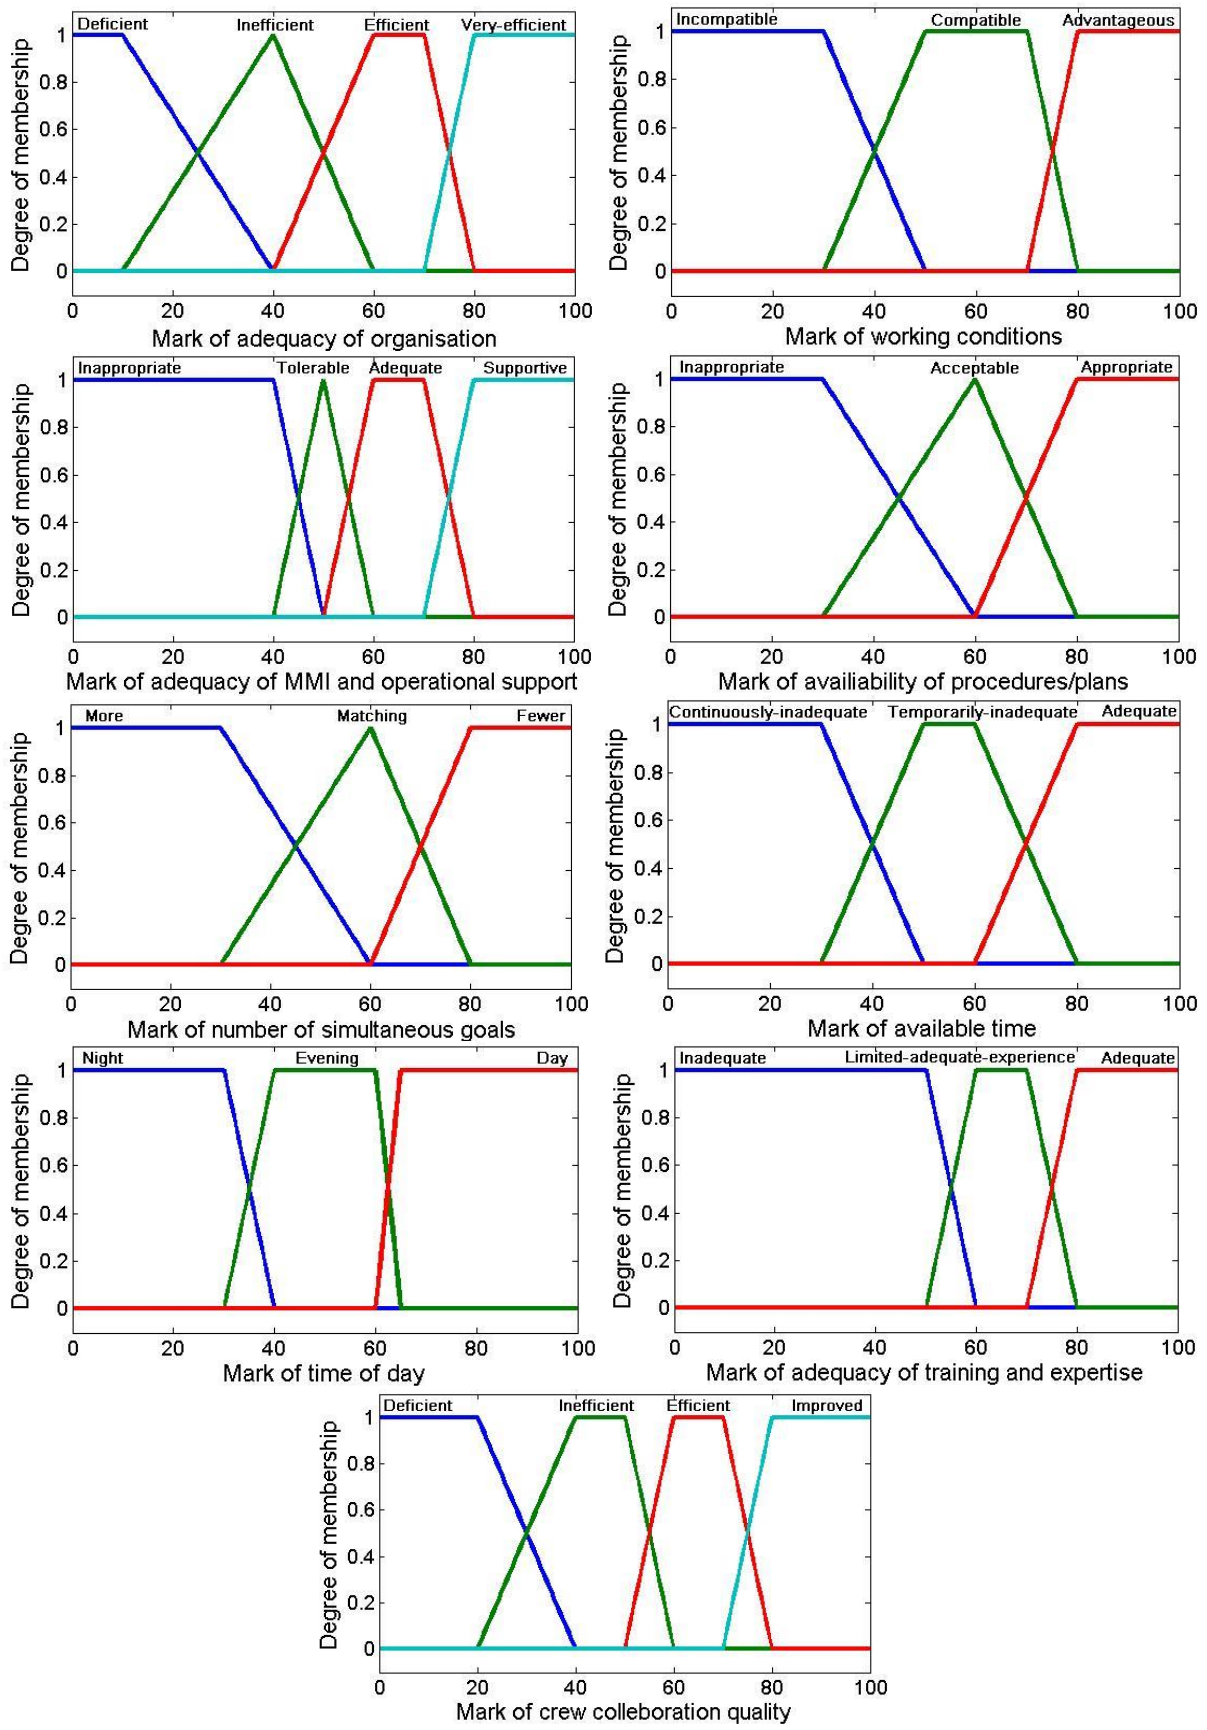 Deficient Inefficient Efficient Very-efficient
1
0.8
0.6
0.4
0.2
0
Degree of membership
0 20 40 60 80 100
Mark of adequacy of organisation
Incompatible Compatible Advantageous
1
0.8
0.6
0.4
0.2
0
Degree of membership
0 20 40 60 80 100
Mark of working conditions
Inappropriate Tolerable Adequate Supportive
1
0.8
0.6
0.4
0.2
0
Degree of membership
0 20 40 60 80 100
Mark of adequacy of MMI and operational support
Inappropriate Acceptable Appropriate
1
0.8
0.6
0.4
0.2
0
Degree of membership
0 20 40 60 80 100
Mark of availiability of procedures/plans
More Matching Fewer
1
0.8
0.6
0.4
0.2
0
Degree of membership
0 20 40 60 80 100
Mark of number of simultaneous goals
Continuously-inadequate Temporarily-inadequate Adequate
1
0.8
0.6
0.4
0.2
0
Degree of membership
0 20 40 60 80 100
Mark of available time
Night Evening Day
1
0.8
0.6
0.4
0.2
0
Degree of membership
0 20 40 60 80 100
Mark of time of day
Inadequate Limited-adequate-experience Adequate
1
0.8
0.6
0.4
0.2
0
Degree of membership
0 20 40 60 80 100
Mark of adequacy of training and expertise
Deficient Inefficient Efficient Improved
1
0.8
0.6
0.4
0.2
0
Degree of membership
0 20 40 60 80 100
Mark of crew colleboration quality